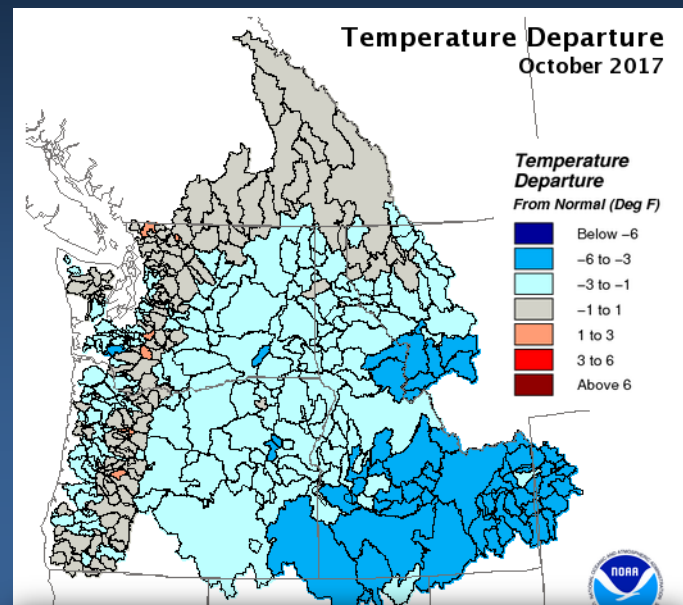 Temperature Departure
October 2017
Temperature
Departure
From Normal (Deg F)
Below −6
−6 to −3
−3 to −1
−1 to 1
1 to 3
3 to 6
Above 6
NOAA